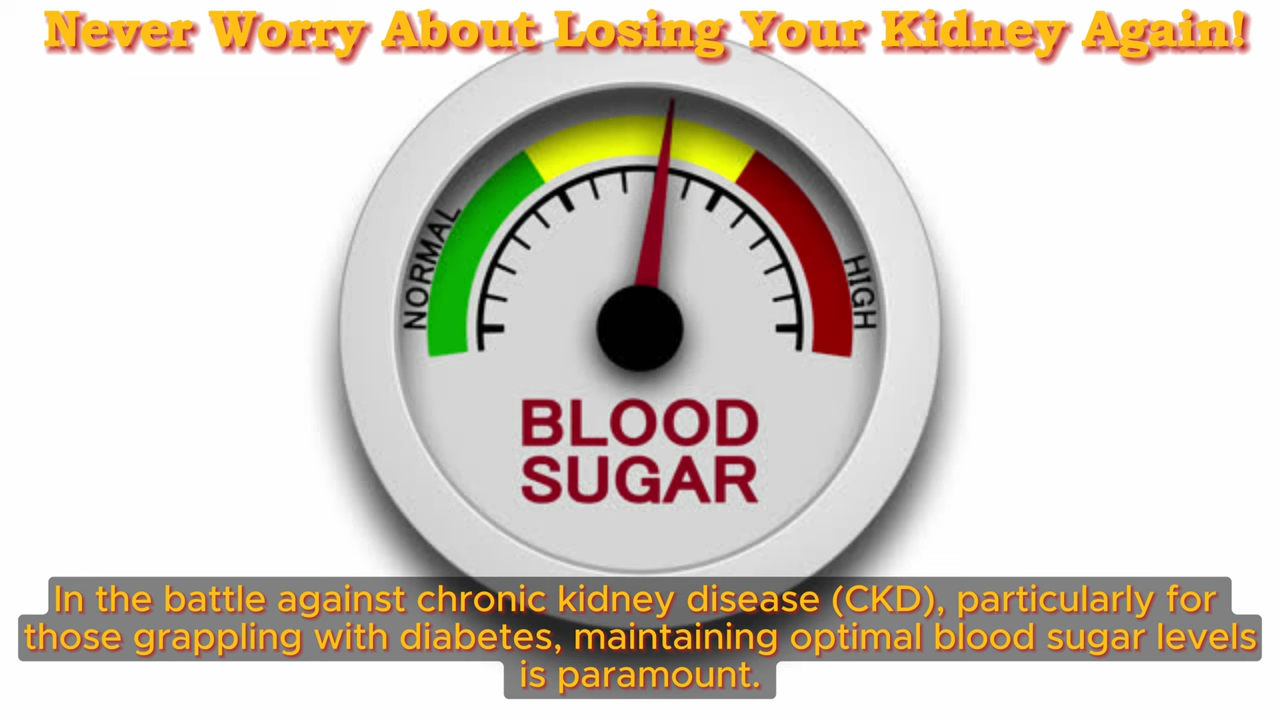 Never Worry About Losing Your Kidney Again!
NORMAL
HIGH
BLOOD
SUGAR
In the battle against chronic kidney disease (CKD), particularly for
those grappling with diabetes, maintaining optimal blood sugar levels
is paramount.